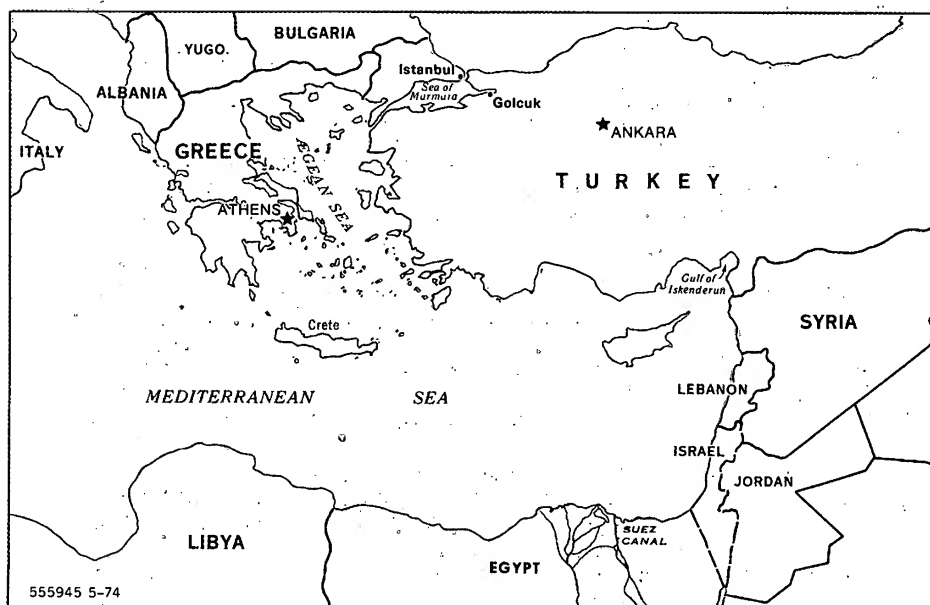 BULGARIA
YUGO.
ALBANIA
ITALY
GREECE
ATHENS
ÆGEAN SEA
Istanbul
Sea of
Marmara
Golcuk
ANKARA
TURKEY
Gulf of
Iskenderun
SYRIA
Crete
MEDITERRANEAN SEA
LEBANON
ISRAEL
JORDAN
SUEZ
CANAL
LIBYA
EGYPT
555945 5-74